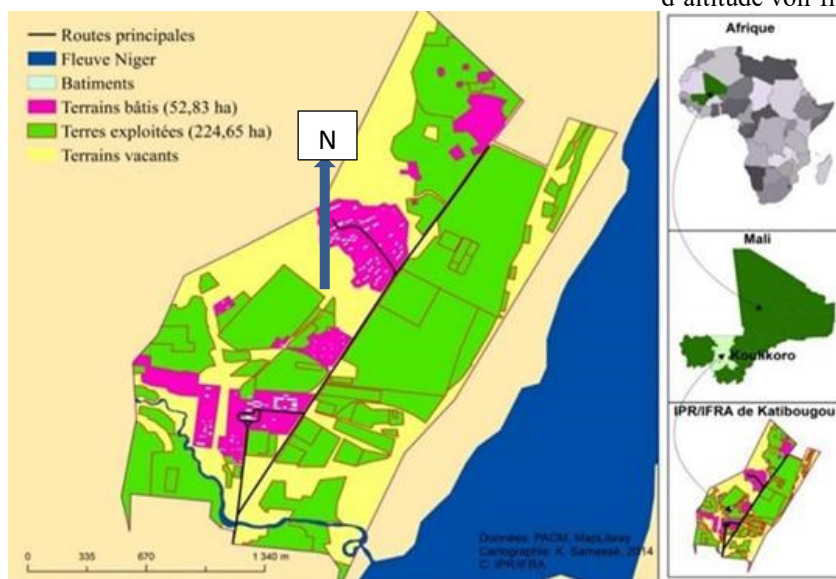 d'altitude voir
Routes principales
Fleuve Niger
Batiments
Terrains bâtis (52,83 ha)
Terres exploitées (224,65 ha)
Terrains vacants
N
Données: PACM, MapLibray
Cartographie: K. Samassé, 2014
C: IPR/IFRA
0 335 670 1 340 m
Afrique
Mali
Koulikoro
IPR/IFRA de Katibougou